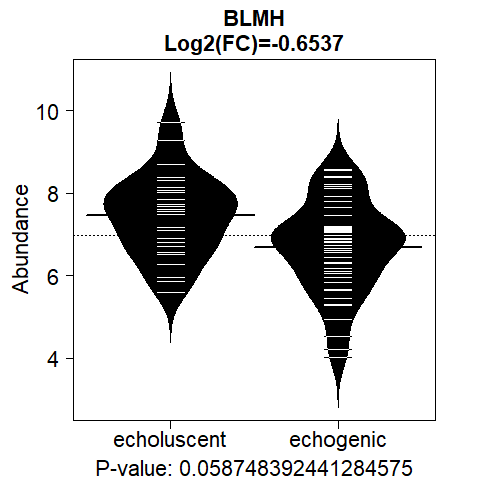 BLMH
Log2(FC)=-0.6537
Abundance
10
8
6
4
echoluscent echogenic
P-value: 0.058748392441284575